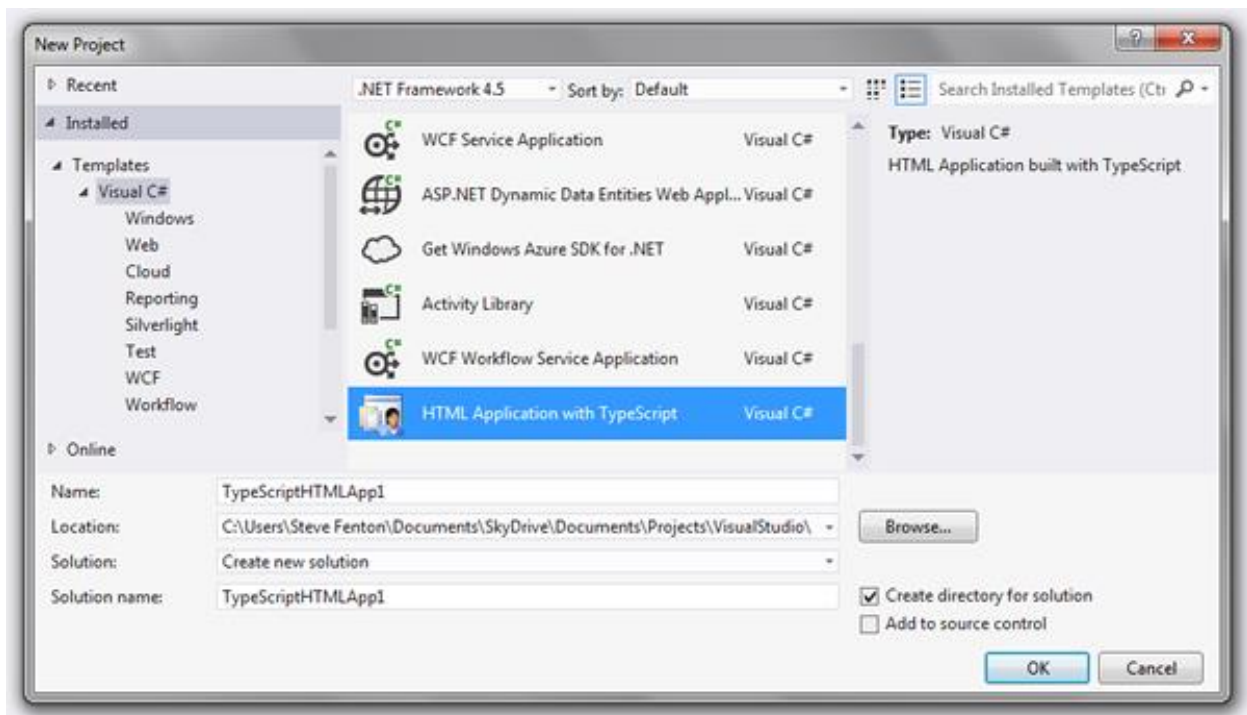 New Project
Recent
.NET Framework 4.5 Sort by: Default Search Installed Templates (Ctr
Installed
Templates
Visual C#
Windows
Web
Cloud
Reporting
Silverlight
Test
WCF
Workflow
Online
WCF Service Application Visual C#
ASP.NET Dynamic Data Entities Web Appl... Visual C#
Get Windows Azure SDK for .NET Visual C#
Activity Library Visual C#
WCF Workflow Service Application Visual C#
HTML Application with TypeScript Visual C#
Type: Visual C#
HTML Application built with TypeScript
Name: TypeScriptHTMLApp1
Location: C:\Users\Steve Fenton\Documents\SkyDrive\Documents\Projects\VisualStudio\ Browse...
Solution: Create new solution
Solution name: TypeScriptHTMLApp1 Create directory for solution
Add to source control
OK Cancel